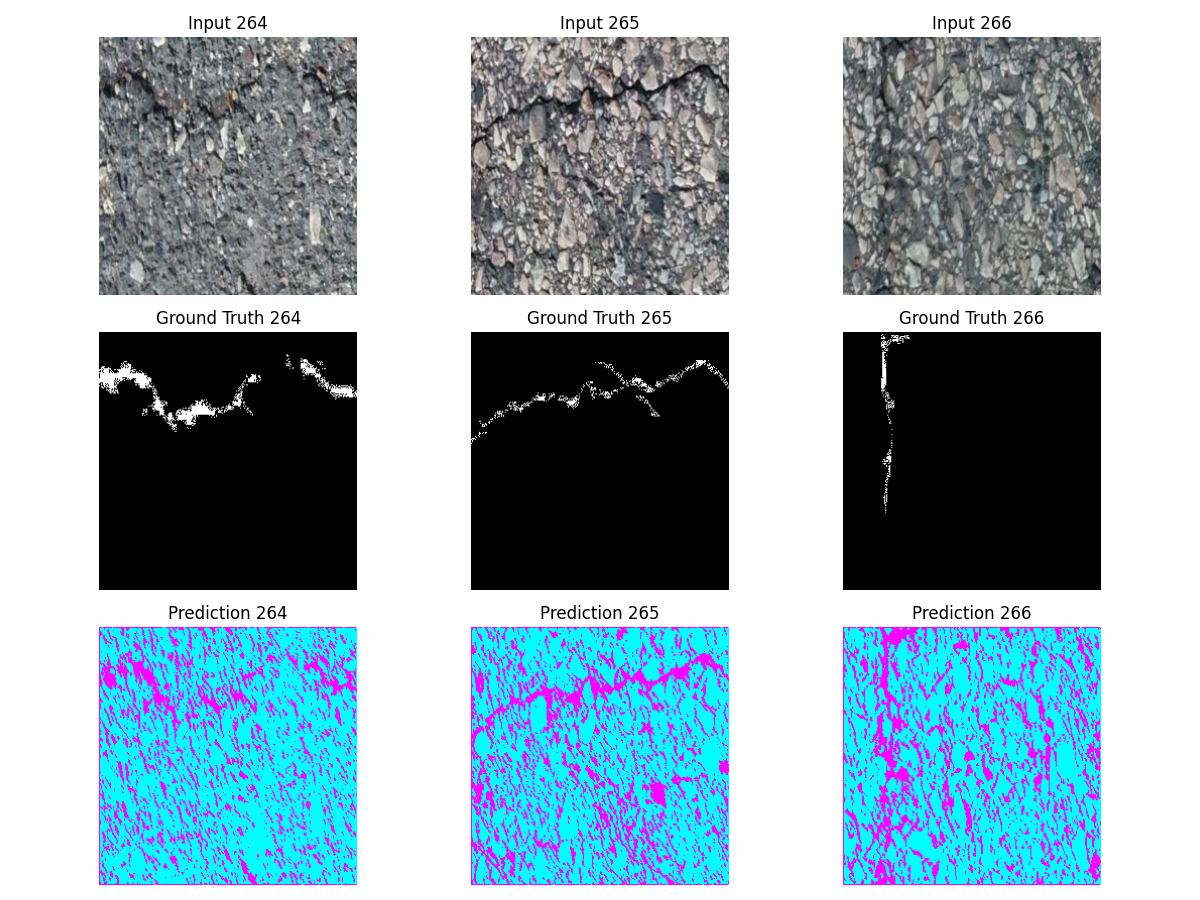 Input 264
Input 265
Input 266
Ground Truth 264
Ground Truth 265
Ground Truth 266
Prediction 264
Prediction 265
Prediction 266